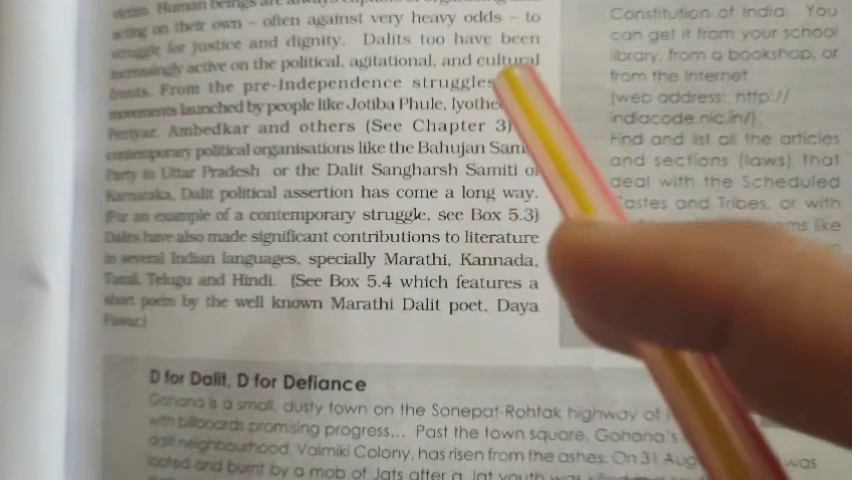 victim. Human beings are always capable of organising and
acting on their own – often against very heavy odds – to
struggle for justice and dignity. Dalits too have been
increasingly active on the political, agitational, and cultural
fronts. From the pre-Independence struggles
movements launched by people like Jotiba Phule, Iyothe
Periyar, Ambedkar and others (See Chapter 3)
contemporary political organisations like the Bahujan Sam
Party in Uttar Pradesh or the Dalit Sangharsh Samiti of
Karnataka, Dalit political assertion has come a long way.
(For an example of a contemporary struggle, see Box 5.3)
Dalits have also made significant contributions to literature
in several Indian languages, specially Marathi, Kannada,
Tamil, Telugu and Hindi. (See Box 5.4 which features a
short poem by the well known Marathi Dalit poet, Daya
Pawar.)
Constitution of India. You
can get it from your school
library, from a bookshop, or
from the Internet
(web address: http://
indiacode.nic.in/).
Find and list all the articles
and sections (laws) that
deal with the Scheduled
Castes and Tribes, or with
ms like
D for Dalit, D for Defiance
Gohana is a small, dusty town on the Sonepat-Rohtak highway of
with billboards promising progress... Past the town square, Gohana's
dalit neighbourhood, Valmiki Colony, has risen from the ashes. On 31 Aug was
looted and burnt by a mob of Jats after a Jat youth was killed in a